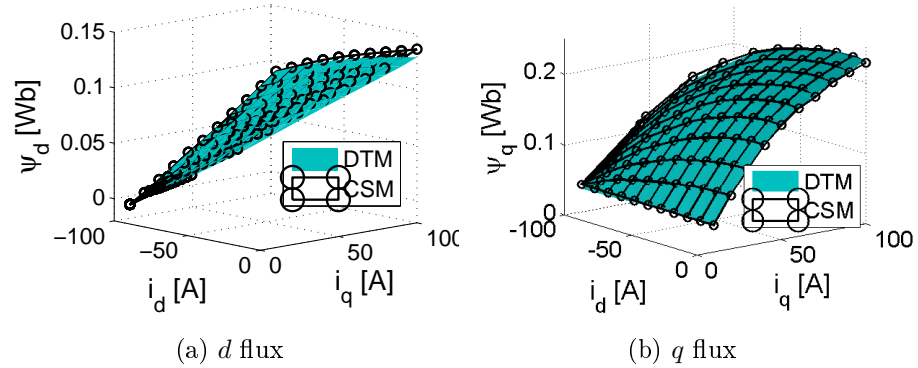 0.15
0.1
0.05
0
ψd [Wb]
DTM
CSM
−100
−50
0
0
50
100
id [A]
iq [A]
(a) d flux
0.2
0.1
0
ψq [Wb]
DTM
CSM
-100
-50
0
0
50
100
id [A]
iq [A]
(b) q flux